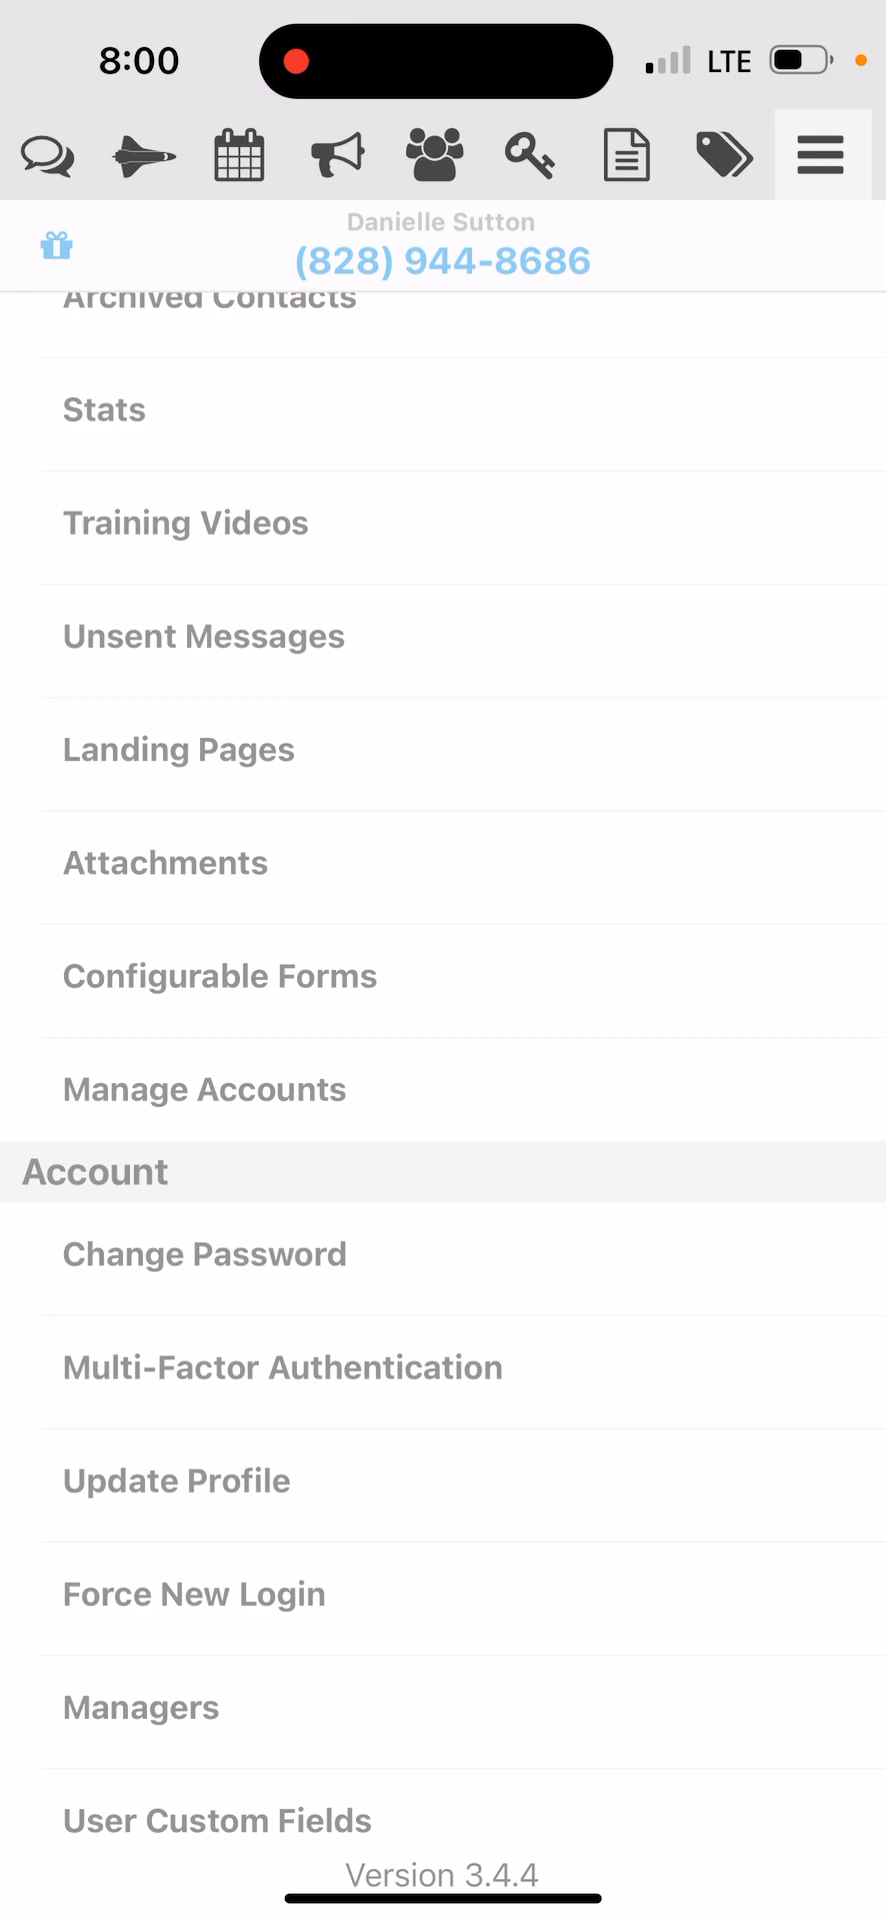 8:00
LTE
Danielle Sutton
(828) 944-8686
Archived Contacts
Stats
Training Videos
Unsent Messages
Landing Pages
Attachments
Configurable Forms
Manage Accounts
Account
Change Password
Multi-Factor Authentication
Update Profile
Force New Login
Managers
User Custom Fields
Version 3.4.4